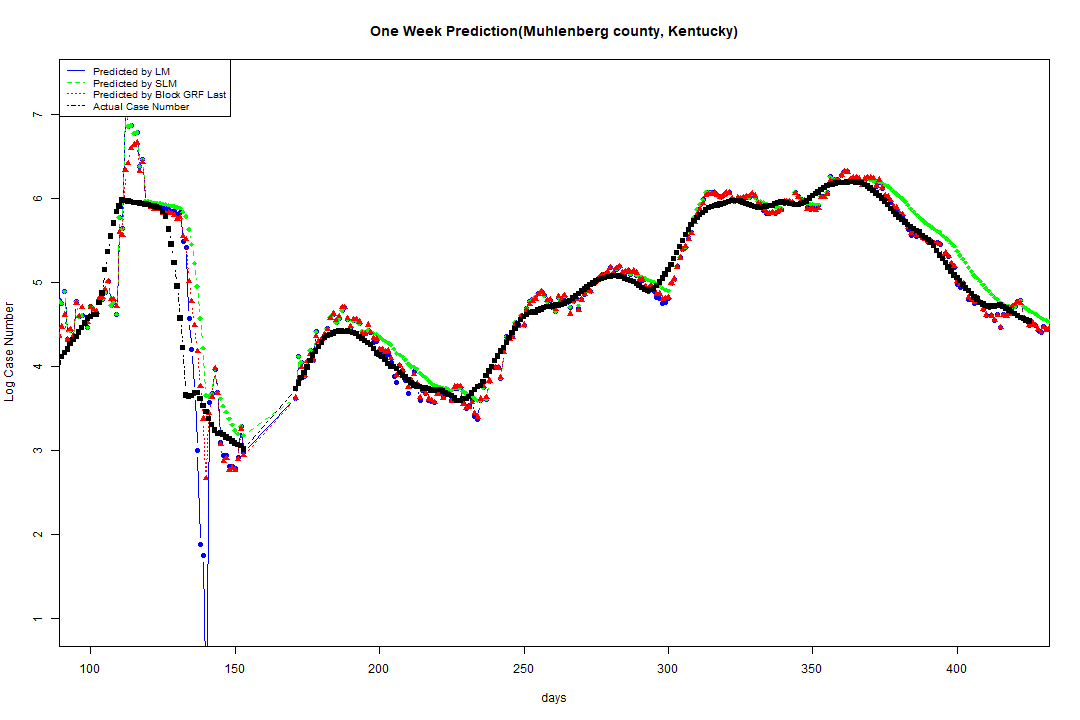 One Week Prediction(Muhlenberg county, Kentucky)
Predicted by LM
Predicted by SLM
Predicted by Block GRF Last
Actual Case Number
7
6
5
4
3
2
1
Log Case Number
100 150 200 250 300 350 400
days